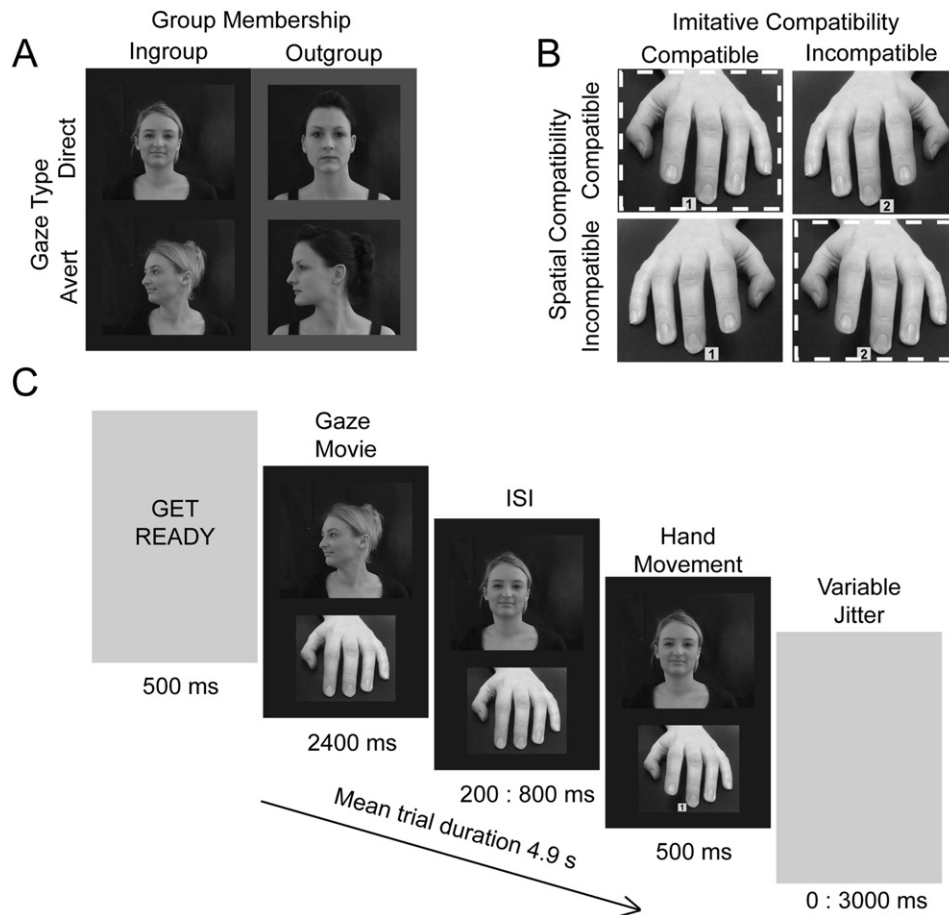 A
Group Membership
Ingroup
Outgroup
Gaze Type
Direct
Avert
B
Imitative Compatibility
Compatible
Incompatible
Spatial Compatibility
Compatible
Incompatible
1
2
1
2
C
GET
READY
500 ms
Gaze
Movie
2400 ms
ISI
200 : 800 ms
Hand
Movement
1
500 ms
Variable
Jitter
0 : 3000 ms
Mean trial duration 4.9 s